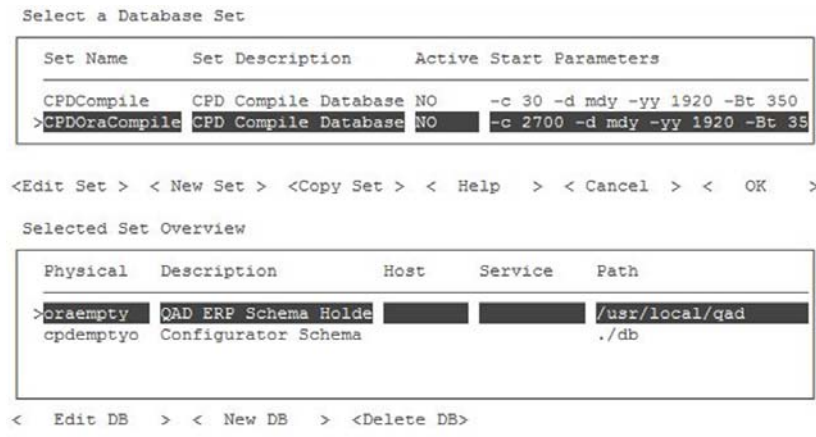 Select a Database Set
Set Name Set Description Active Start Parameters
CPDCompile CPD Compile Database NO -c 30 -d mdy -yy 1920 -Bt 350
>CPDOraCompile CPD Compile Database NO -c 2700 -d mdy -yy 1920 -Bt 35
<Edit Set > < New Set > <Copy Set > < Help > < Cancel > < OK >
Selected Set Overview
Physical Description Host Service Path
>oraempty QAD ERP Schema Holde /usr/local/qad
cpdemptyo Configurator Schema ./db
< Edit DB > < New DB > <Delete DB>